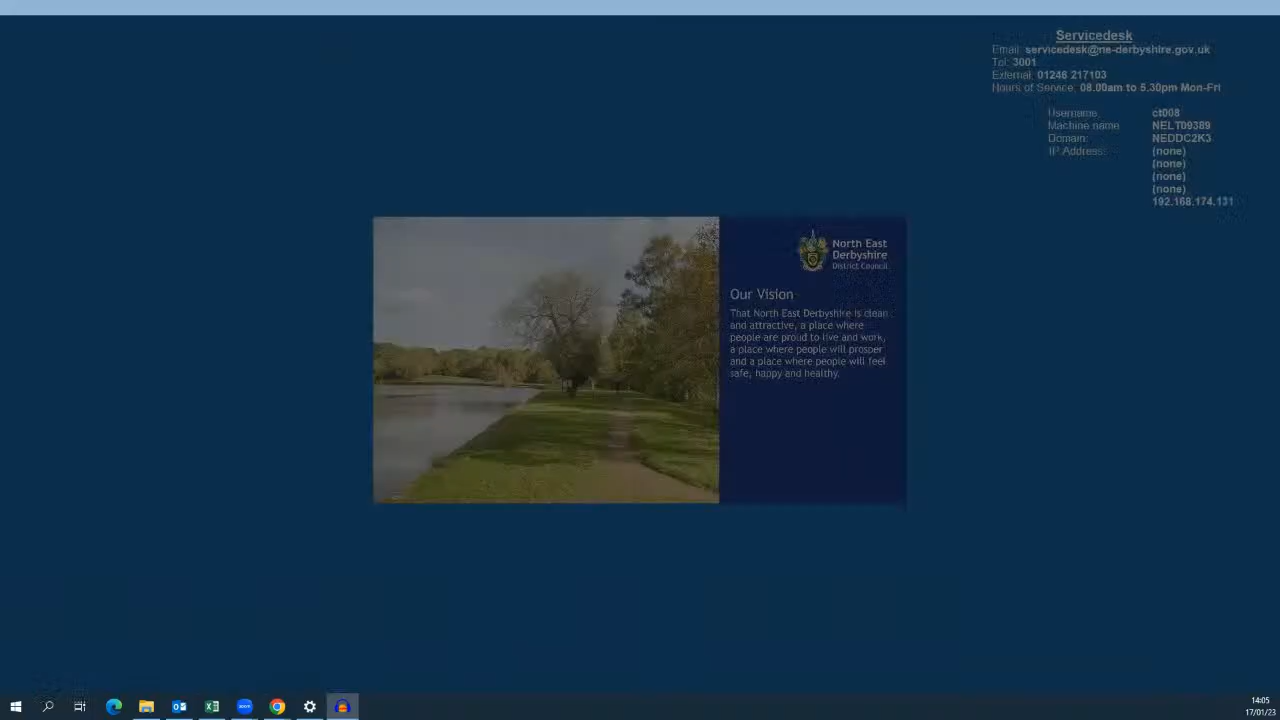 Servicedesk
Email: servicedesk@ne-derbyshire.gov.uk
Tel: 3001
External: 01246 217103
Hours of Service: 08.00am to 5.30pm Mon-Fri
Username: ct008
Machine name NELT09389
Domain: NEDDC2K3
IP Address: (none)
(none)
(none)
(none)
192.168.174.131
North East
Derbyshire
District Council
Our Vision
That North East Derbyshire is clean
and attractive, a place where
people are proud to live and work,
a place where people will prosper
and a place where people will feel
safe, happy and healthy.
zoom
14:05
17/01/23